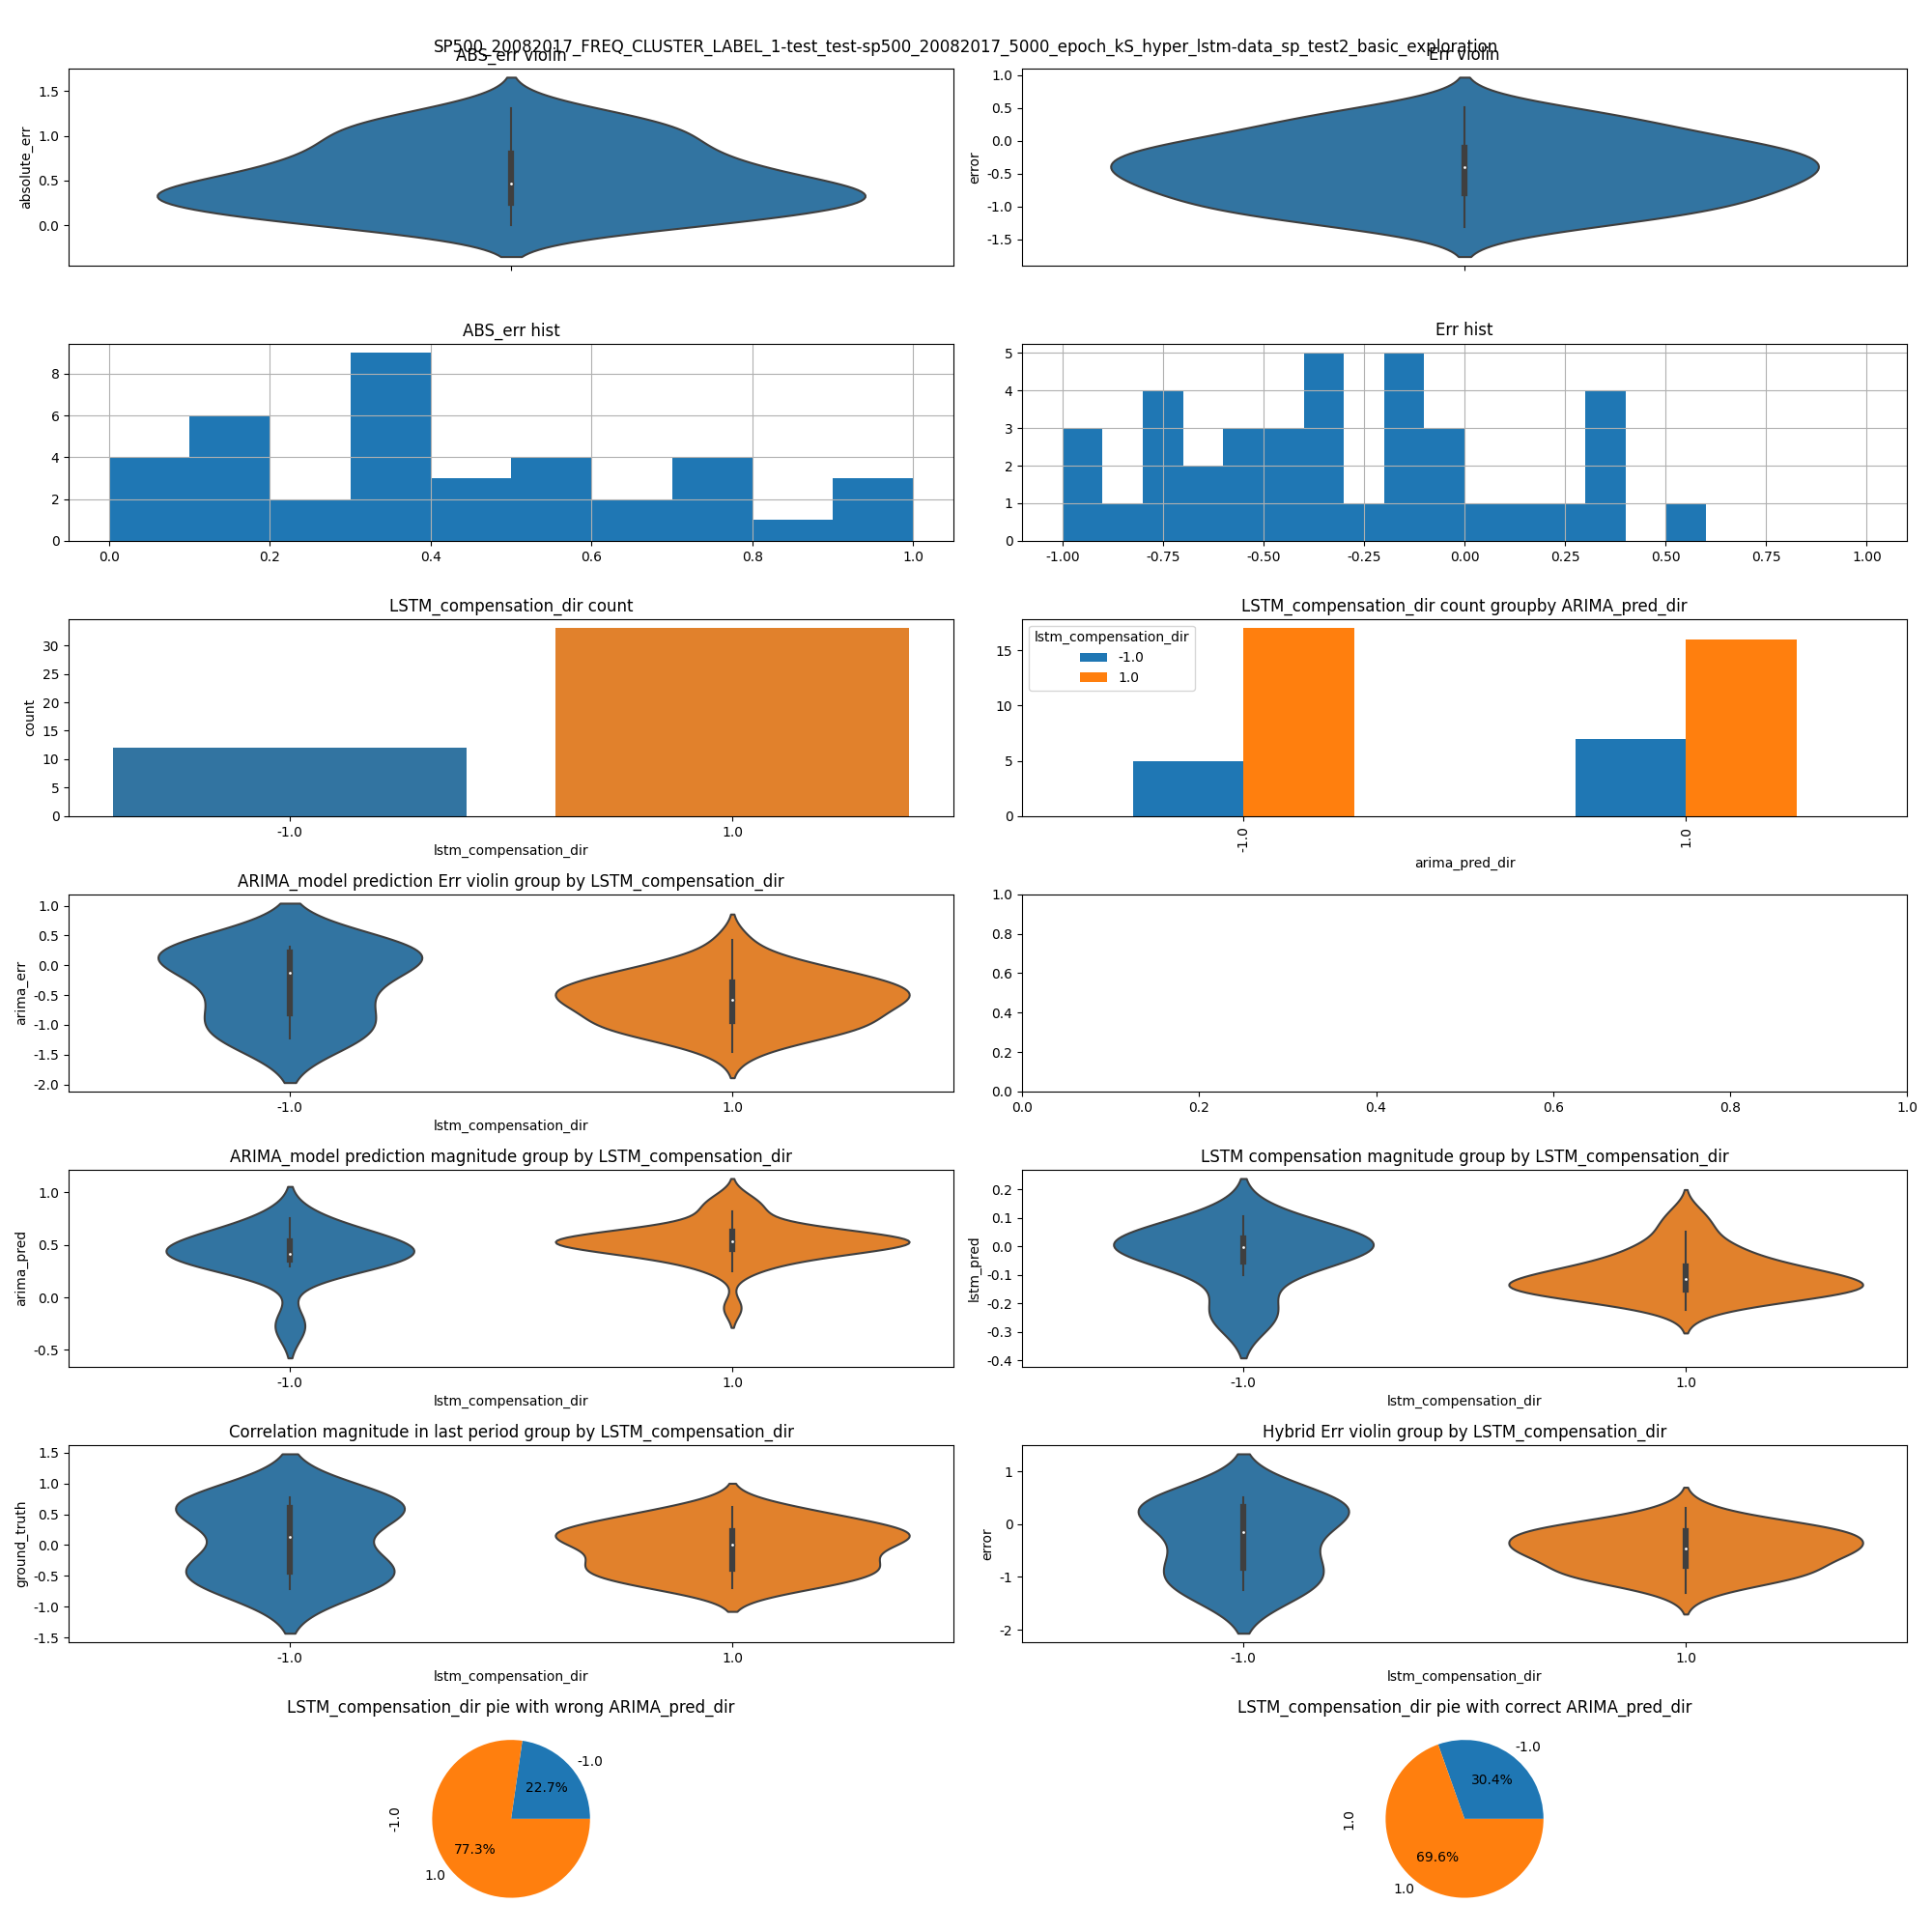 SP500_20082017_FREQ_CLUSTER_LABEL_1-test_test-sp500_20082017_5000_epoch_kS_hyper_lstm-data_sp_test2_basic_exploration
ABS_err violin
absolute_err
1.5
1.0
0.5
0.0
Err violin
error
1.0
0.5
0.0
-0.5
-1.0
-1.5
ABS_err hist
8
6
4
2
0
0.0 0.2 0.4 0.6 0.8 1.0
Err hist
5
4
3
2
1
0
-1.00 -0.75 -0.50 -0.25 0.00 0.25 0.50 0.75 1.00
LSTM_compensation_dir count
count
30
25
20
15
10
5
0
-1.0 1.0
lstm_compensation_dir
LSTM_compensation_dir count groupby ARIMA_pred_dir
lstm_compensation_dir
-1.0
1.0
15
10
5
0
-1.0 1.0
arima_pred_dir
ARIMA_model prediction Err violin group by LSTM_compensation_dir
arima_err
1.0
0.5
0.0
-0.5
-1.0
-1.5
-2.0
-1.0 1.0
lstm_compensation_dir
1.0
0.8
0.6
0.4
0.2
0.0
0.0 0.2 0.4 0.6 0.8 1.0
ARIMA_model prediction magnitude group by LSTM_compensation_dir
arima_pred
1.0
0.5
0.0
-0.5
-1.0 1.0
lstm_compensation_dir
LSTM compensation magnitude group by LSTM_compensation_dir
lstm_pred
0.2
0.1
0.0
-0.1
-0.2
-0.3
-0.4
-1.0 1.0
lstm_compensation_dir
Correlation magnitude in last period group by LSTM_compensation_dir
ground_truth
1.5
1.0
0.5
0.0
-0.5
-1.0
-1.5
-1.0 1.0
lstm_compensation_dir
Hybrid Err violin group by LSTM_compensation_dir
error
1
0
-1
-2
-1.0 1.0
lstm_compensation_dir
LSTM_compensation_dir pie with wrong ARIMA_pred_dir
-1.0
22.7%
-1.0
77.3%
1.0
LSTM_compensation_dir pie with correct ARIMA_pred_dir
-1.0
30.4%
1.0
69.6%
1.0